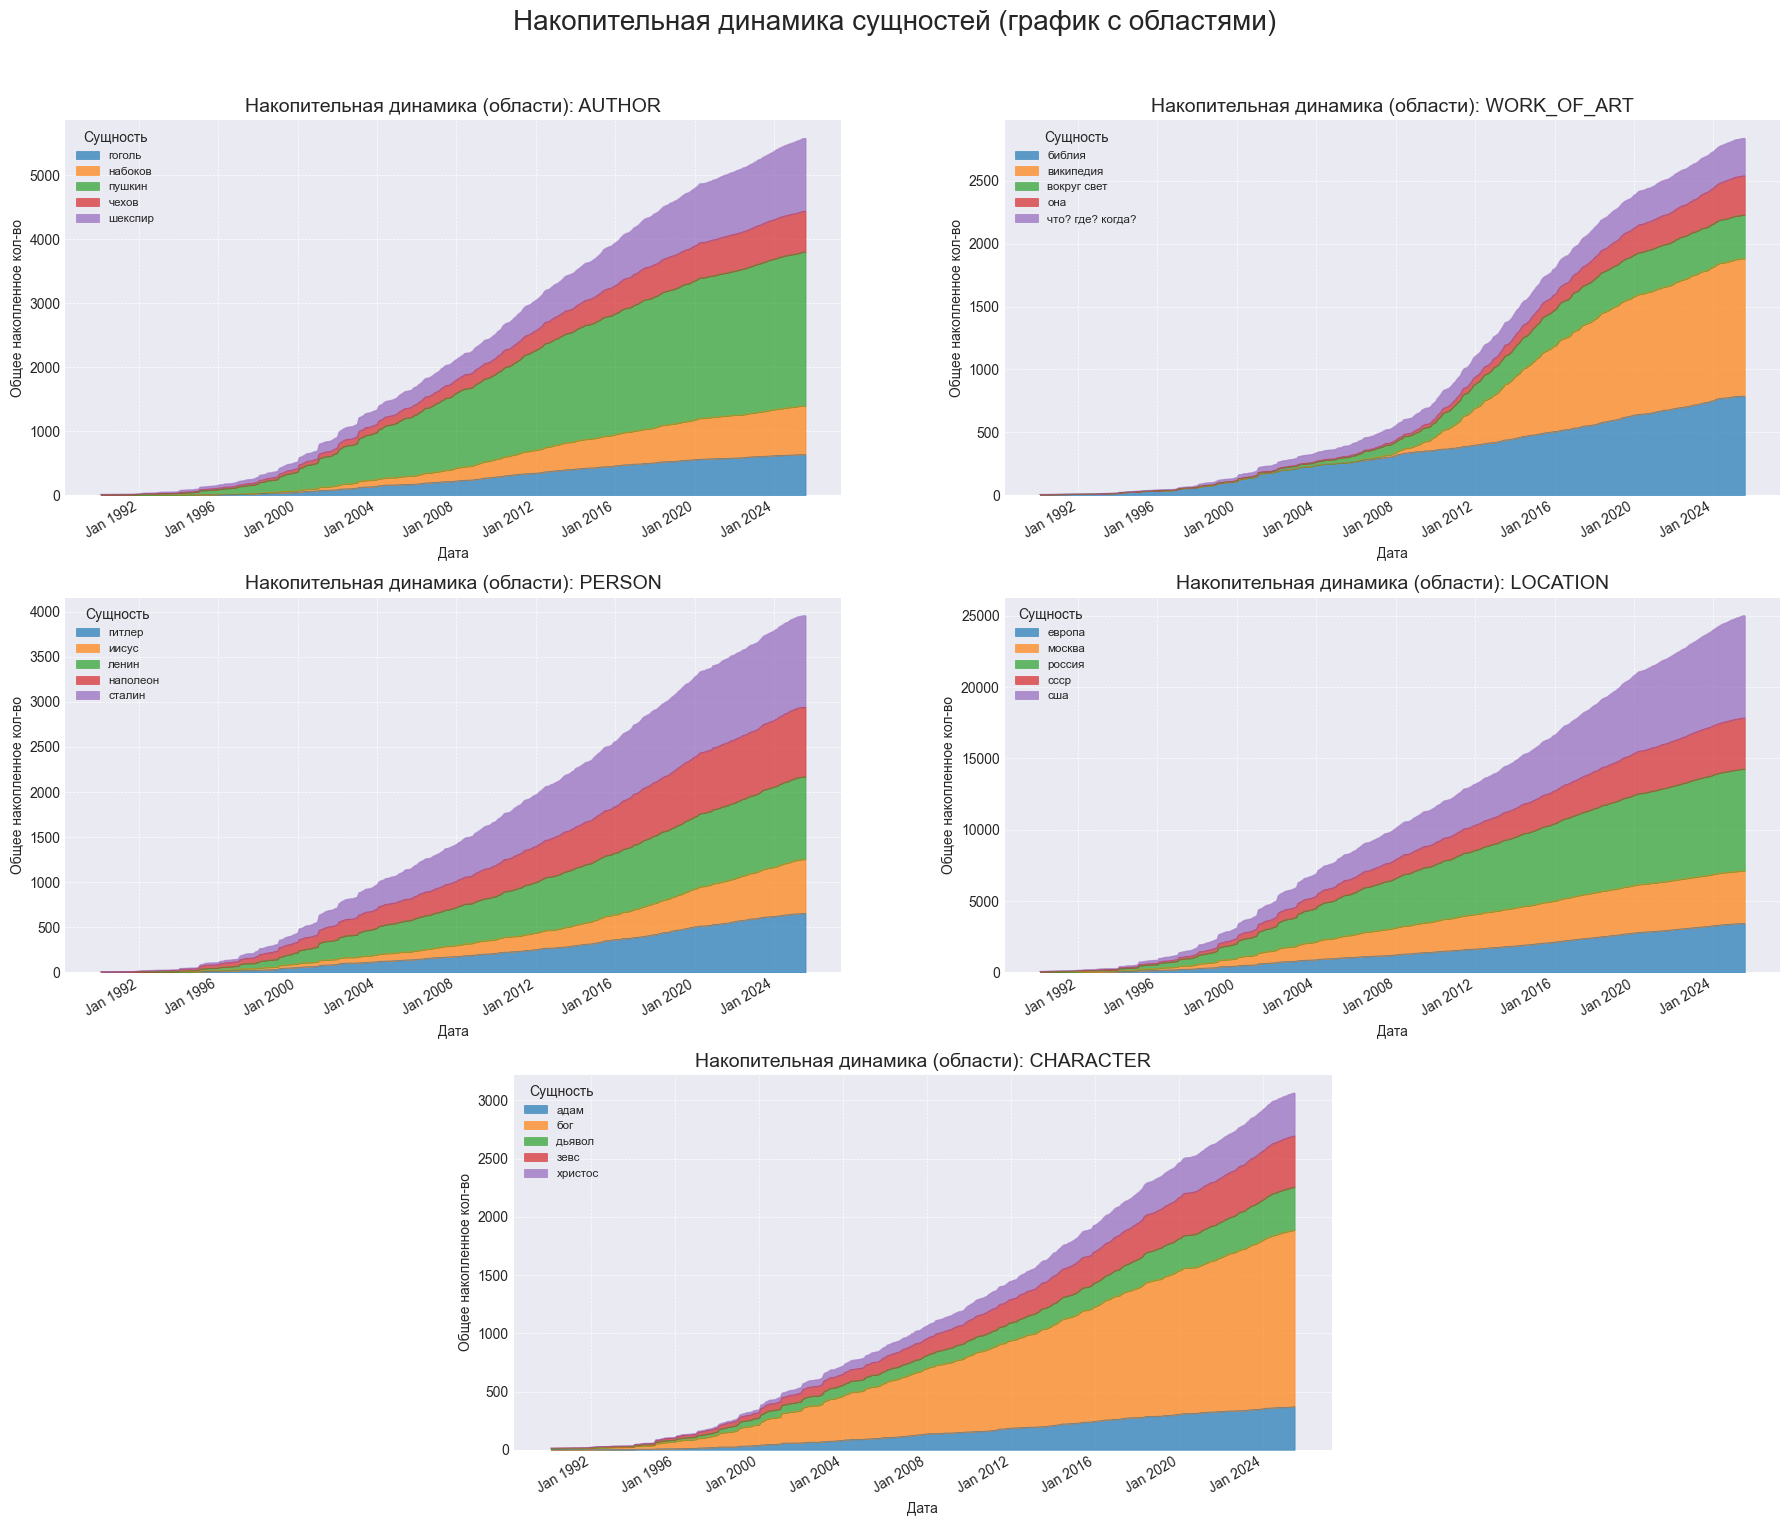 Накопительная динамика сущностей (график с областями)
Накопительная динамика (области): AUTHOR
Сущность
гоголь
набоков
пушкин
чехов
шекспир
Общее накопленное кол-во
5000
4000
3000
2000
1000
0
Jan 1992
Jan 1996
Jan 2000
Jan 2004
Jan 2008
Jan 2012
Jan 2016
Jan 2020
Jan 2024
Дата
Накопительная динамика (области): WORK_OF_ART
Сущность
библия
википедия
вокруг свет
она
что? где? когда?
Общее накопленное кол-во
2500
2000
1500
1000
500
0
Jan 1992
Jan 1996
Jan 2000
Jan 2004
Jan 2008
Jan 2012
Jan 2016
Jan 2020
Jan 2024
Дата
Накопительная динамика (области): PERSON
Сущность
гитлер
иисус
ленин
наполеон
сталин
Общее накопленное кол-во
4000
3500
3000
2500
2000
1500
1000
500
0
Jan 1992
Jan 1996
Jan 2000
Jan 2004
Jan 2008
Jan 2012
Jan 2016
Jan 2020
Jan 2024
Дата
Накопительная динамика (области): LOCATION
Сущность
европа
москва
россия
ссср
сша
Общее накопленное кол-во
25000
20000
15000
10000
5000
0
Jan 1992
Jan 1996
Jan 2000
Jan 2004
Jan 2008
Jan 2012
Jan 2016
Jan 2020
Jan 2024
Дата
Накопительная динамика (области): CHARACTER
Сущность
адам
бог
дьявол
зевс
христос
Общее накопленное кол-во
3000
2500
2000
1500
1000
500
0
Jan 1992
Jan 1996
Jan 2000
Jan 2004
Jan 2008
Jan 2012
Jan 2016
Jan 2020
Jan 2024
Дата